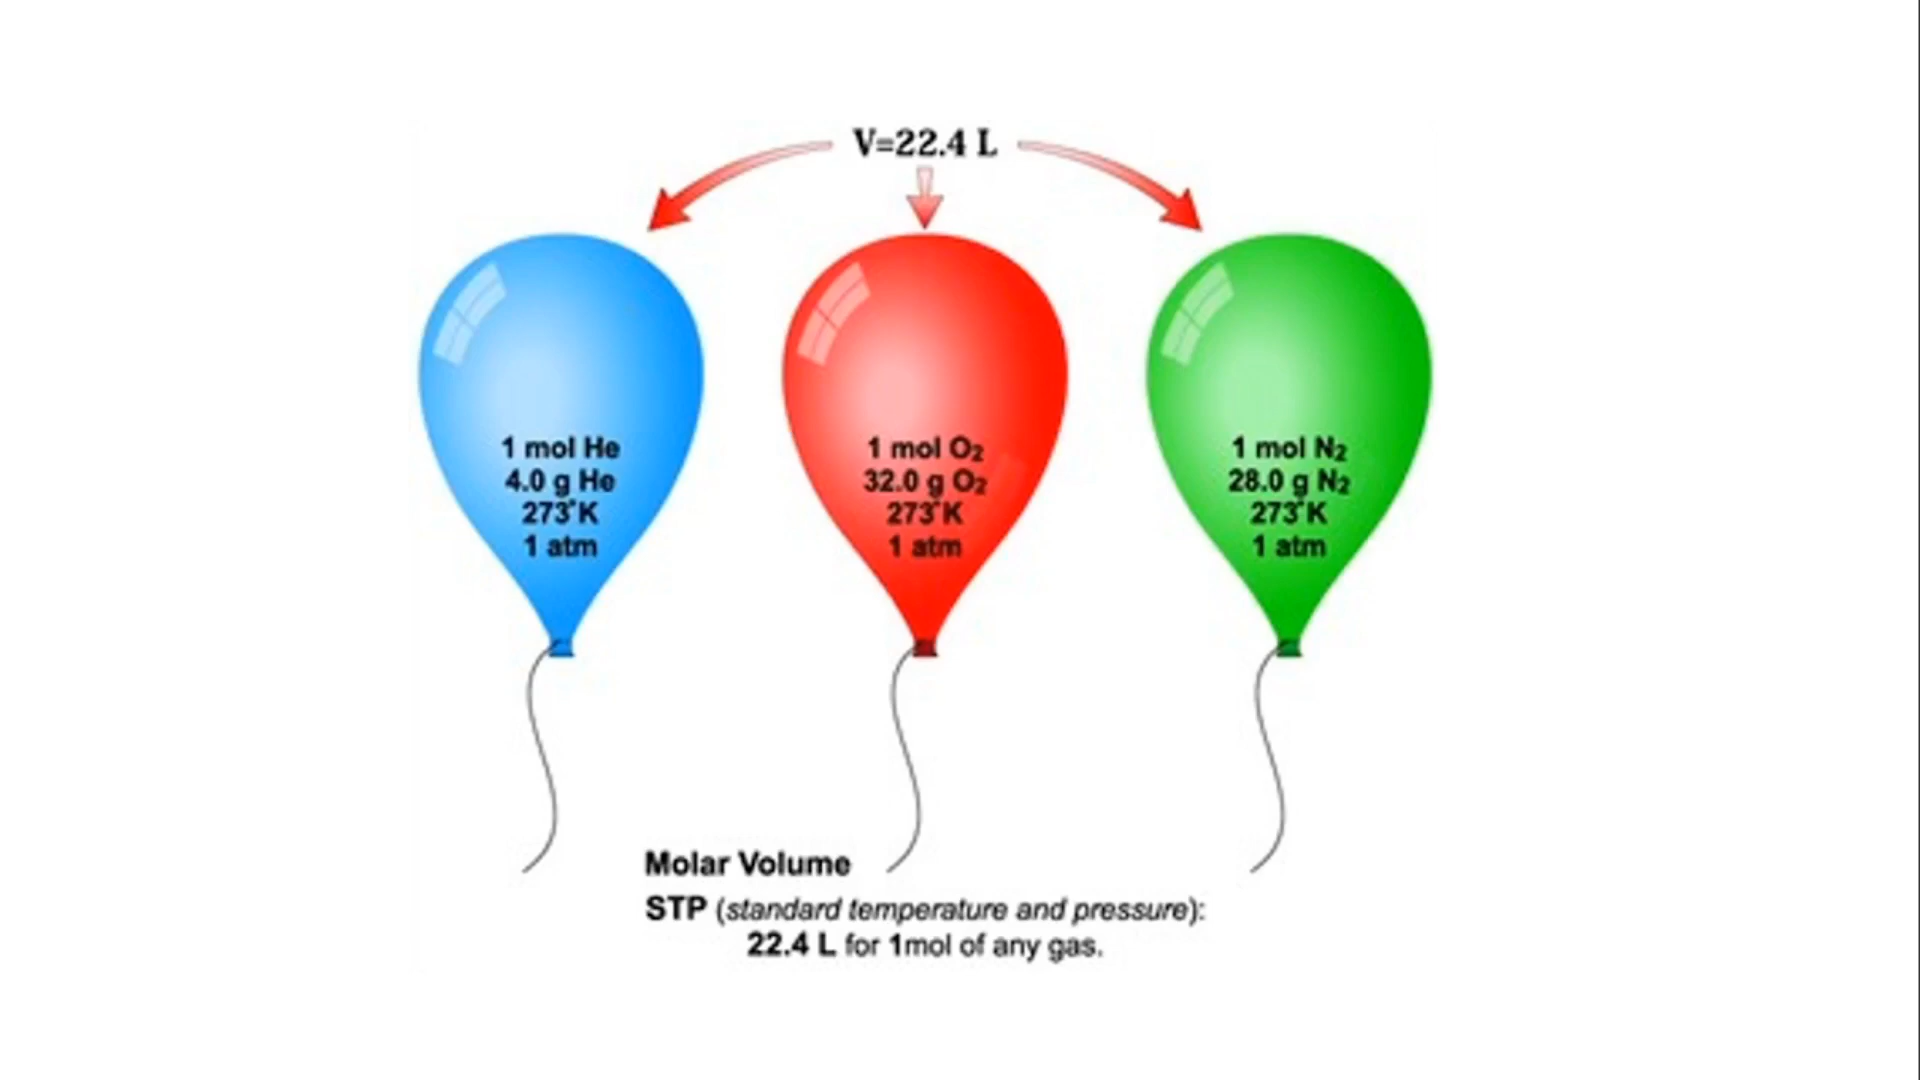 V=22.4 L
1 mol He
4.0 g He
273°K
1 atm
1 mol O₂
32.0 g O₂
273°K
1 atm
1 mol N₂
28.0 g N₂
273°K
1 atm
Molar Volume
STP (standard temperature and pressure):
22.4 L for 1mol of any gas.